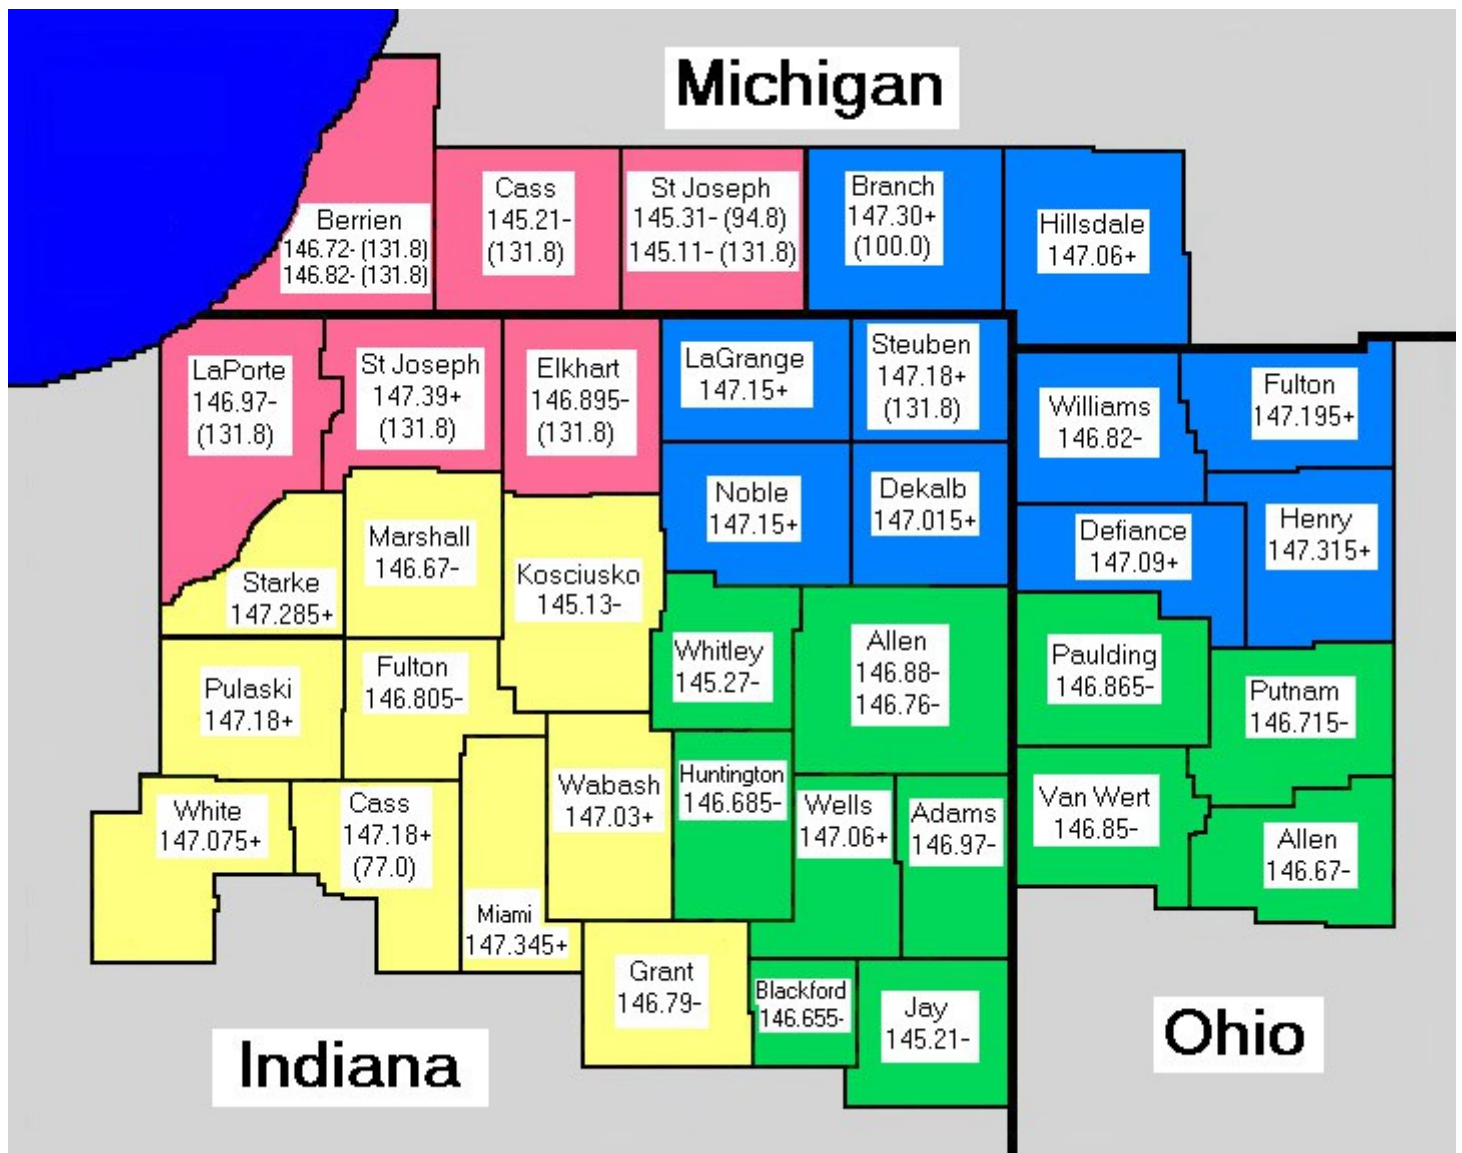 Michigan
Berrien
146.72- (131.8)
146.82- (131.8)
Cass
145.21-
(131.8)
St Joseph
145.31- (94.8)
145.11- (131.8)
Branch
147.30+
(100.0)
Hillsdale
147.06+
LaPorte
146.97-
(131.8)
St Joseph
147.39+
(131.8)
Elkhart
146.895-
(131.8)
LaGrange
147.15+
Steuben
147.18+
(131.8)
Williams
146.82-
Fulton
147.195+
Noble
147.15+
Dekalb
147.015+
Defiance
147.09+
Henry
147.315+
Starke
147.285+
Marshall
146.67-
Kosciusko
145.13-
Whitley
145.27-
Allen
146.88-
146.76-
Paulding
146.865-
Putnam
146.715-
Pulaski
147.18+
Fulton
146.805-
White
147.075+
Cass
147.18+
(77.0)
Miami
147.345+
Wabash
147.03+
Huntington
146.685-
Wells
147.06+
Adams
146.97-
Van Wert
146.85-
Allen
146.67-
Grant
146.79-
Blackford
146.655-
Jay
145.21-
Indiana
Ohio